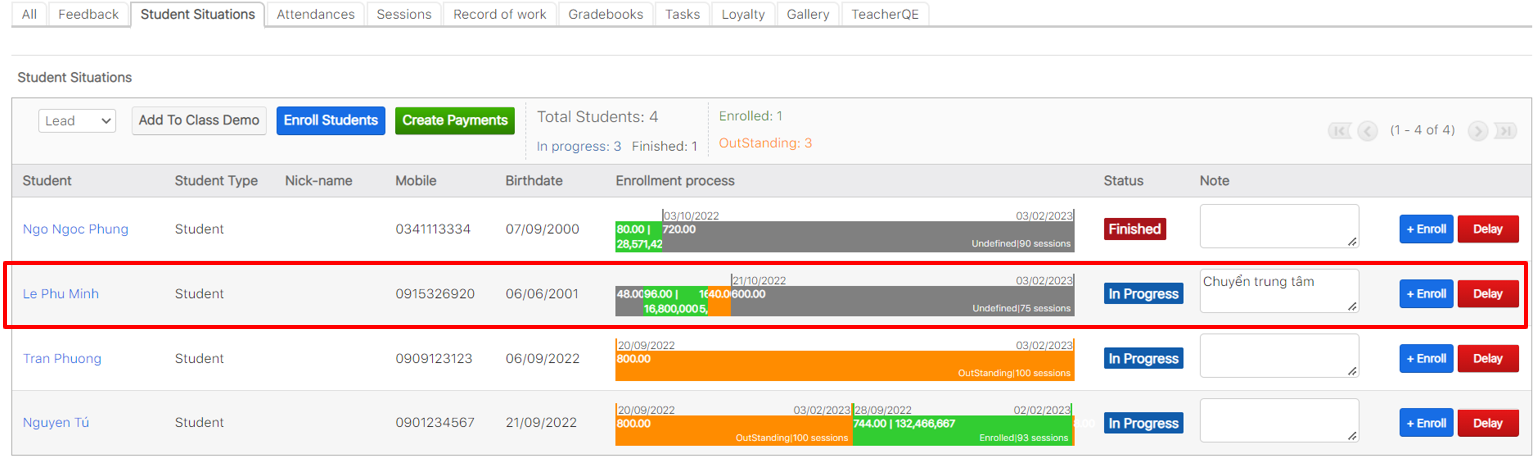 All Feedback Student Situations Attendances Sessions Record of work Gradebooks Tasks Loyalty Gallery TeacherQE
Student Situations
Lead Add To Class Demo Enroll Students Create Payments Total Students: 4 Enrolled: 1 (1 - 4 of 4)
In progress: 3 Finished: 1 OutStanding: 3
Student Student Type Nick-name Mobile Birthdate Enrollment process Status Note
03/10/2022 03/02/2023
Ngo Ngoc Phung Student 0341113334 07/09/2000 80.00 | 720.00 Finished + Enroll Delay
28,571,42 Undefined|90 sessions
21/10/2022 03/02/2023 Chuyển trung tâm
Le Phu Minh Student 0915326920 06/06/2001 48.00 96.00 | 40.00 600.00 In Progress + Enroll Delay
16,800,000 Undefined|75 sessions
20/09/2022 03/02/2023
Tran Phuong Student 0909123123 06/09/2022 800.00 In Progress + Enroll Delay
OutStanding|100 sessions
20/09/2022 03/02/2023 28/09/2022 02/02/2023
Nguyen Tú Student 0901234567 21/09/2022 800.00 744.00 | 132,466,667 In Progress + Enroll Delay
OutStanding|100 sessions Enrolled|93 sessions